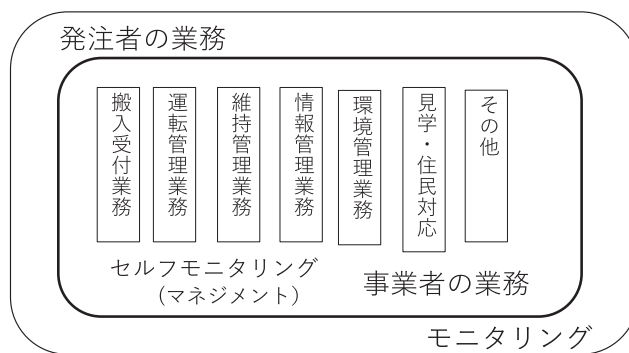 発注者の業務
搬入受付業務
運転管理業務
維持管理業務
情報管理業務
環境管理業務
見学・住民対応
その他
セルフモニタリング
（マネジメント）
事業者の業務
モニタリング